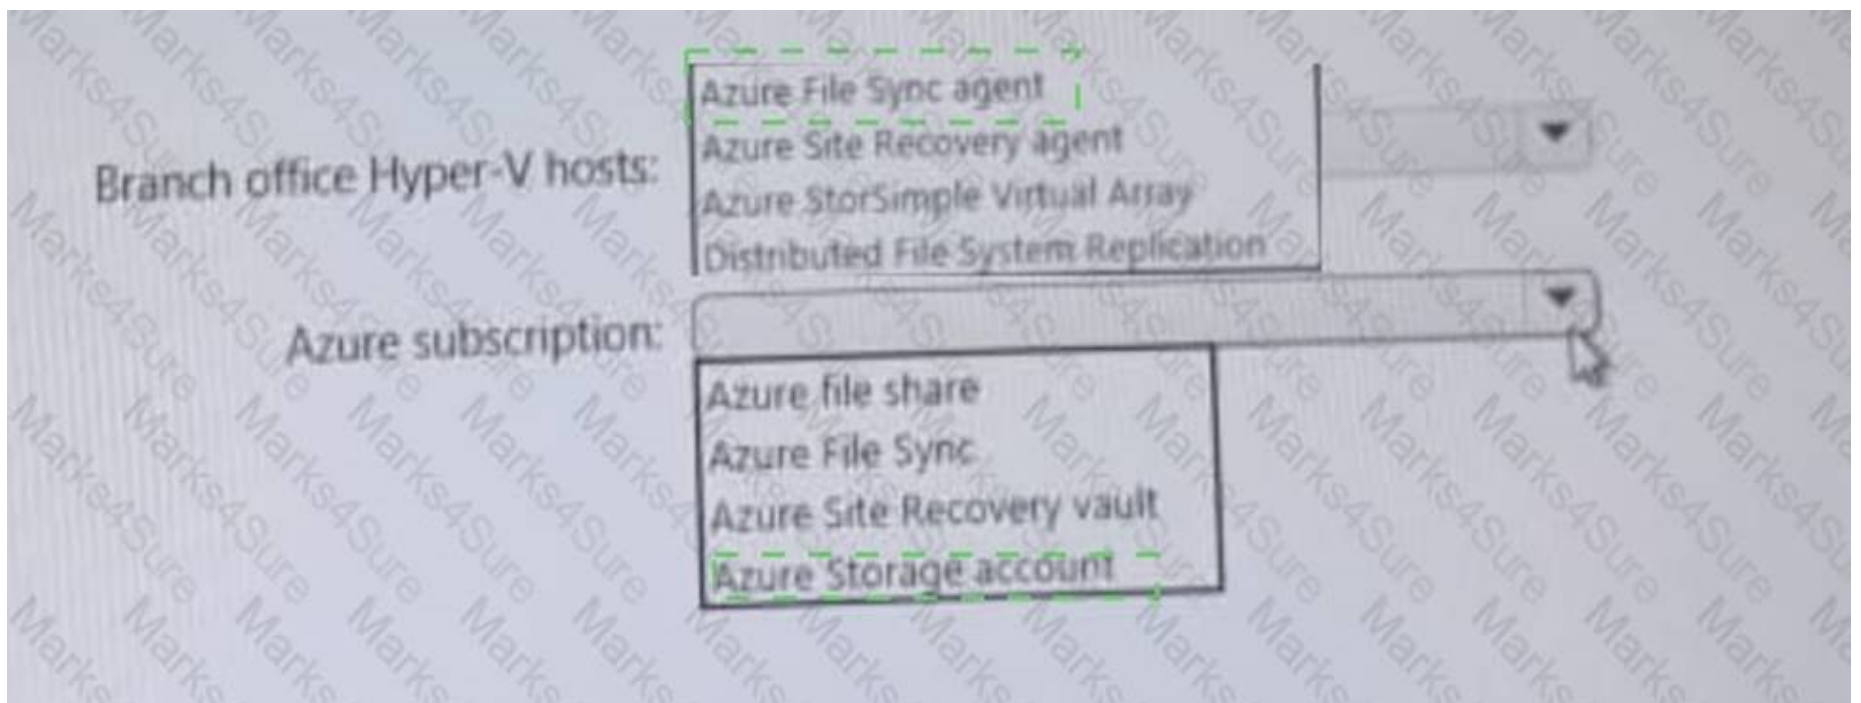 Azure File Sync agent
Azure Site Recovery agent
Branch office Hyper-V hosts:
Azure StorSimple Virtual Array
Distributed File System Replication
Azure subscription:
Azure file share
Azure File Sync
Azure Site Recovery vault
Azure Storage account
Marks4Sure